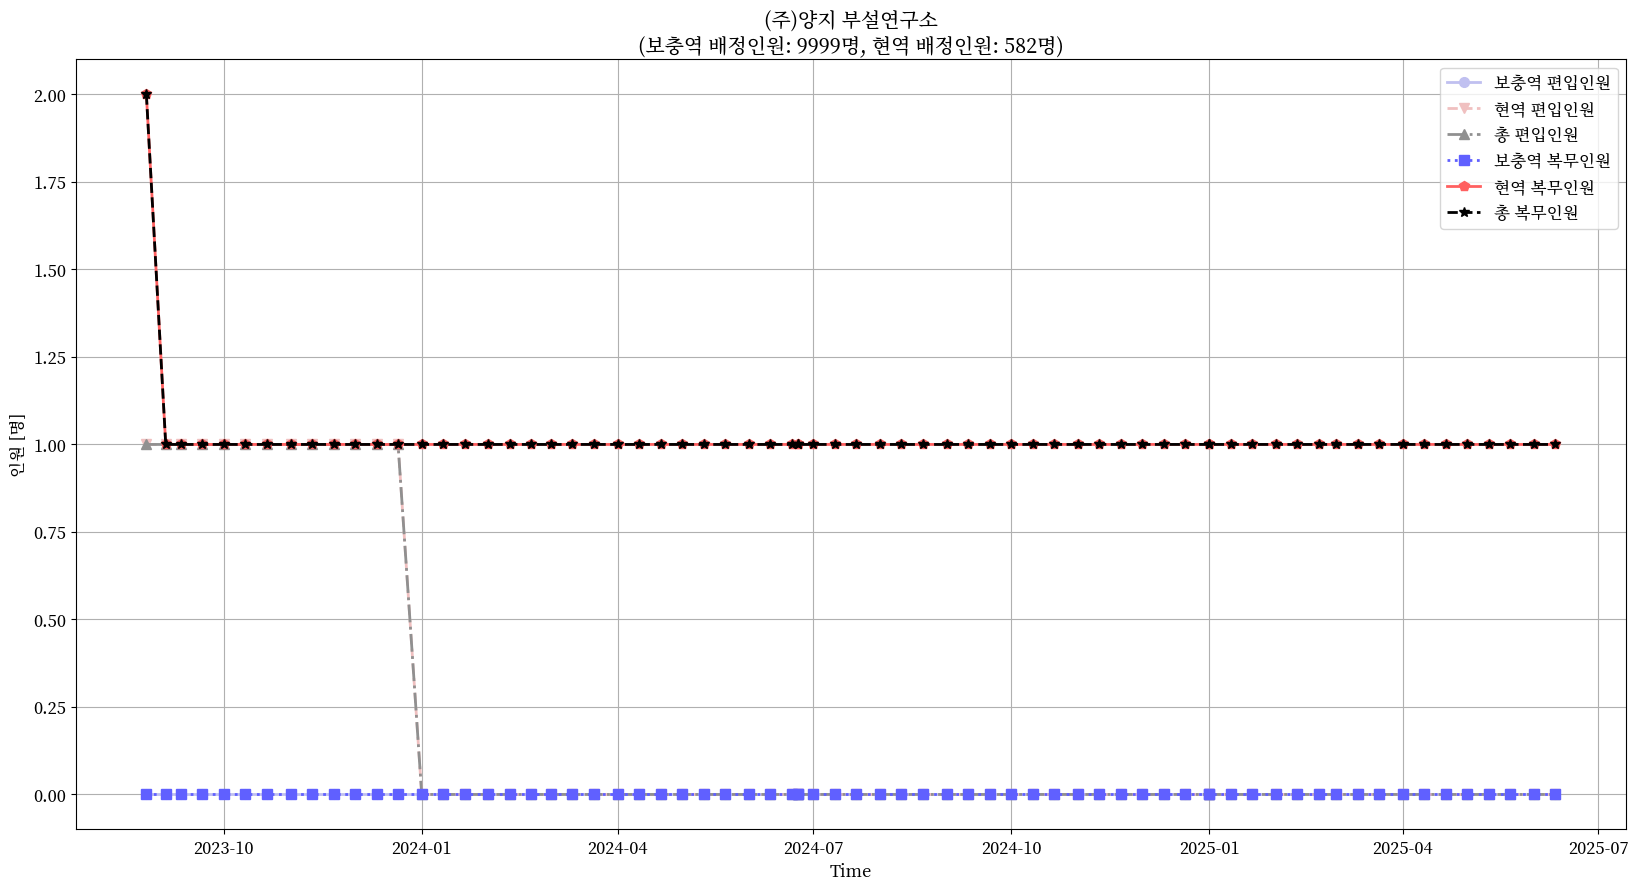 (주)양지 부설연구소
(보충역 배정인원: 9999명, 현역 배정인원: 582명)
보충역 편입인원
현역 편입인원
총 편입인원
보충역 복무인원
현역 복무인원
총 복무인원
인원 [명]
2.00
1.75
1.50
1.25
1.00
0.75
0.50
0.25
0.00
2023-10
2024-01
2024-04
2024-07
2024-10
2025-01
2025-04
2025-07
Time